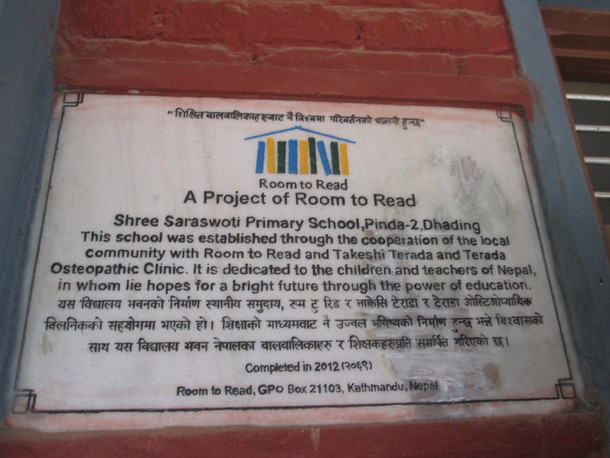 "शिक्षित बालबालिकाहरूबाट नै विश्वमा परिवर्तनको थालनी हुन्छ"
Room to Read
A Project of Room to Read
Shree Saraswoti Primary School,Pinda-2,Dhading
This school was established through the cooperation of the local
community with Room to Read and Takeshi Terada and Terada
Osteopathic Clinic. It is dedicated to the children and teachers of Nepal,
in whom lie hopes for a bright future through the power of education.
यस विद्यालय भवनको निर्माण स्थानीय समुदाय, रूम टु रिड र ताकेसि टेराडा र टेराडा ओस्टिओप्याथिक
क्लिनिकको सहयोगमा भएको हो। शिक्षाको माध्यमवाट नै उज्वल भविष्यको निर्माण हुन्छ भन्ने विश्वासको
साथ यस विद्यालय भवन नेपालका वालवालिकाहरु र शिक्षकहरुप्रति समर्पित गरिएको छ।
Completed in 2012 (२०६९)
Room to Read, GPO Box 21103, Kathmandu, Nepal